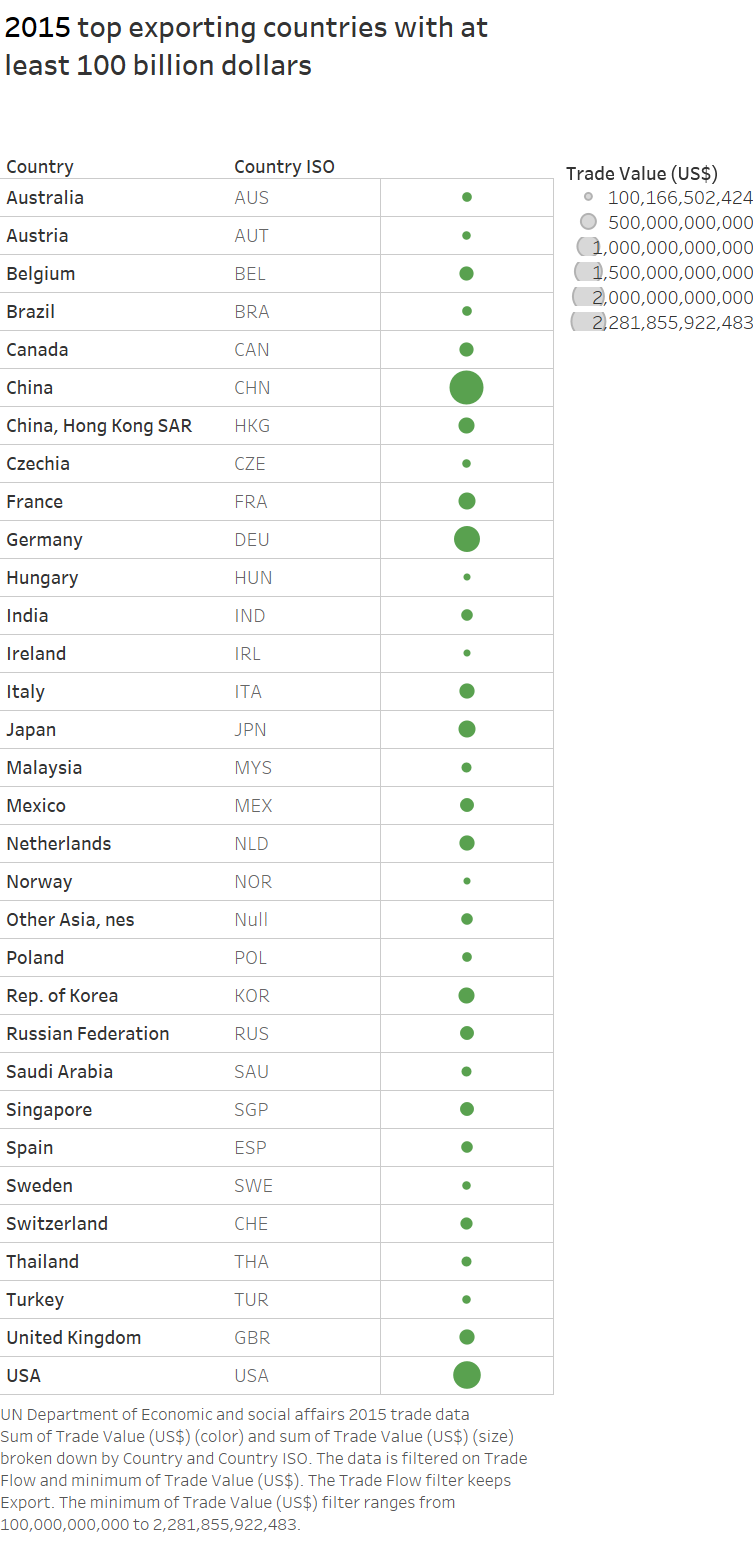 2015 top exporting countries with at
least 100 billion dollars
Country Country ISO
Trade Value (US$)
100,166,502,424
500,000,000,000
1,000,000,000,000
1,500,000,000,000
2,000,000,000,000
2,281,855,922,483
Australia AUS
Austria AUT
Belgium BEL
Brazil BRA
Canada CAN
China CHN
China, Hong Kong SAR HKG
Czechia CZE
France FRA
Germany DEU
Hungary HUN
India IND
Ireland IRL
Italy ITA
Japan JPN
Malaysia MYS
Mexico MEX
Netherlands NLD
Norway NOR
Other Asia, nes Null
Poland POL
Rep. of Korea KOR
Russian Federation RUS
Saudi Arabia SAU
Singapore SGP
Spain ESP
Sweden SWE
Switzerland CHE
Thailand THA
Turkey TUR
United Kingdom GBR
USA USA
UN Department of Economic and social affairs 2015 trade data
Sum of Trade Value (US$) (color) and sum of Trade Value (US$) (size)
broken down by Country and Country ISO. The data is filtered on Trade
Flow and minimum of Trade Value (US$). The Trade Flow filter keeps
Export. The minimum of Trade Value (US$) filter ranges from
100,000,000,000 to 2,281,855,922,483.